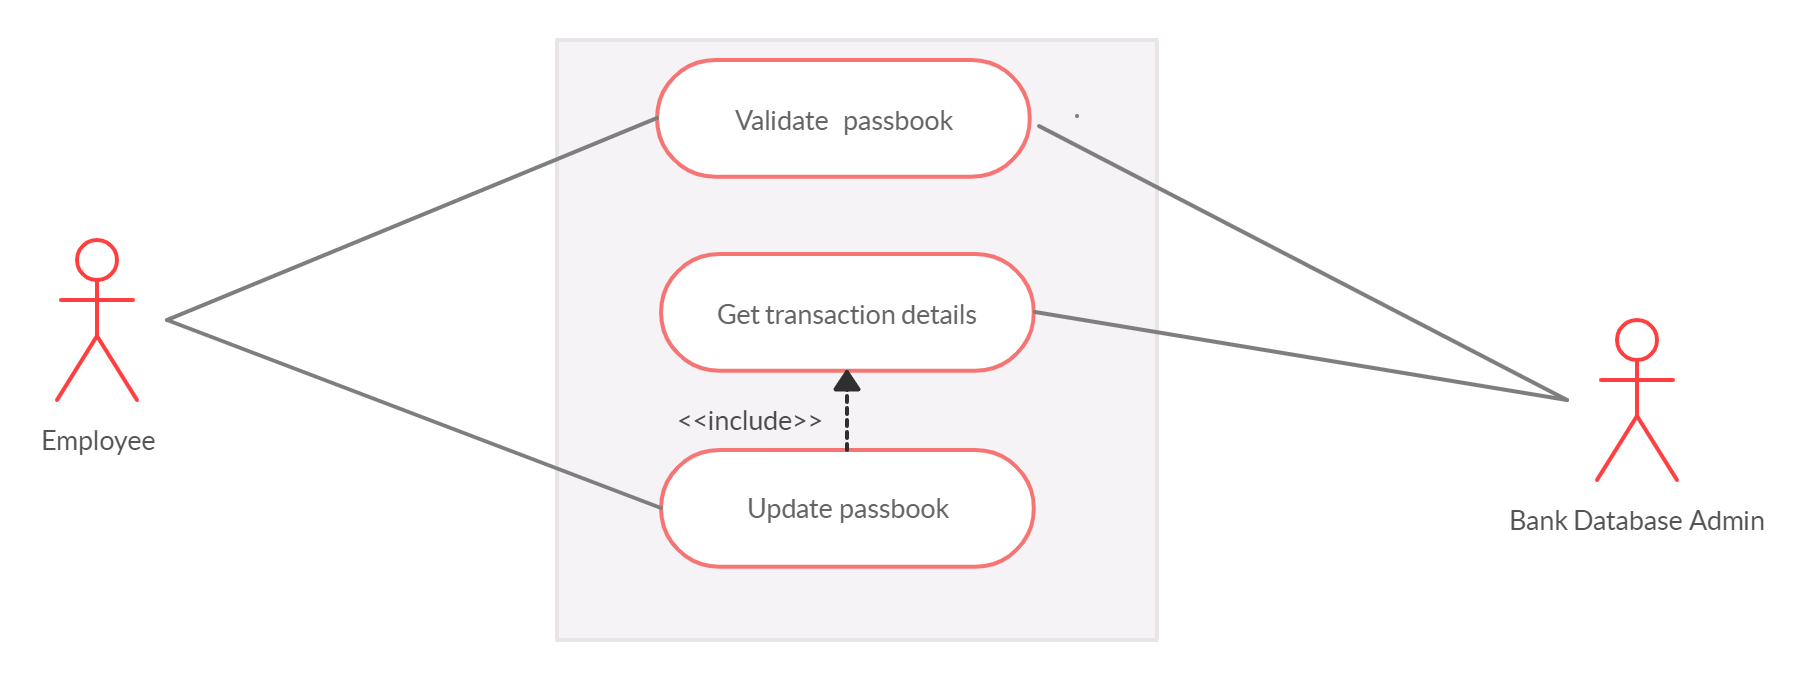 Validate passbook
Get transaction details
<<include>>
Employee
Update passbook
Bank Database Admin